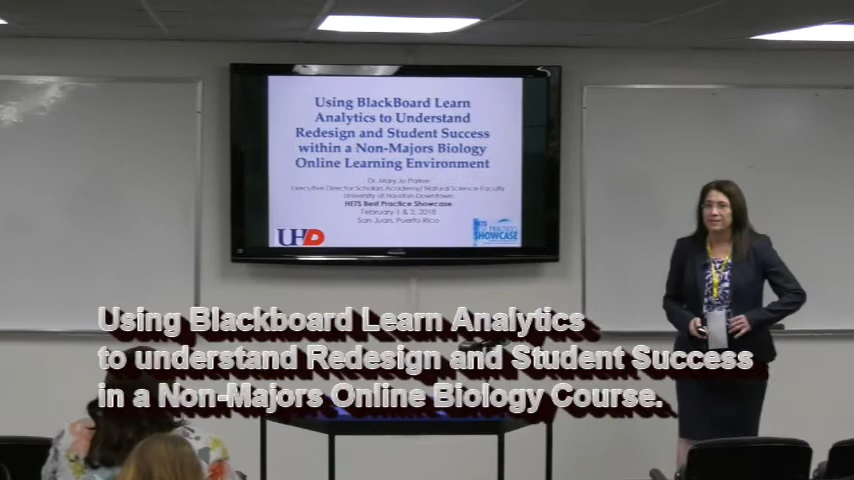 Using BlackBoard Learn
Analytics to Understand
Redesign and Student Success
within a Non-Majors Biology
Online Learning Environment
Dr. Mary Jo Parker
Executive Director Scholars Academy/ Natural Science Faculty
University of Houston Downtown
HETS Best Practice Showcase
February 1 & 2, 2018
San Juan, Puerto Rico
UHD
HETS
SHOWCASE
Using Blackboard Learn Analytics
to understand Redesign and Student Success
in a Non-Majors Online Biology Course.